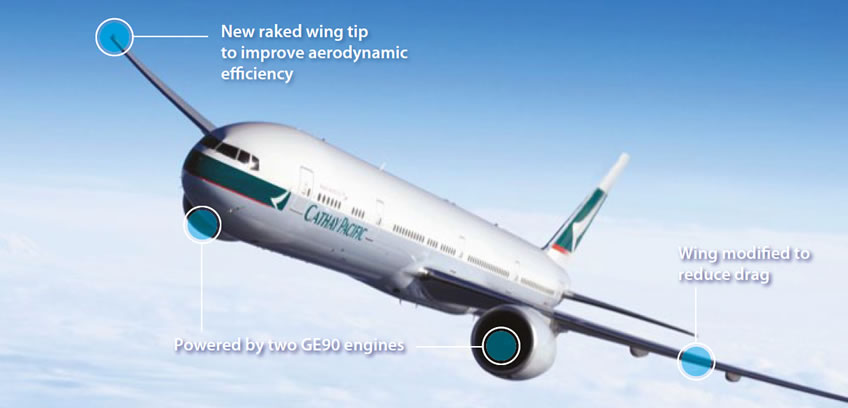 New raked wing tip
to improve aerodynamic
efficiency
CATHAY PACIFIC
Wing modified to
reduce drag
Powered by two GE90 engines